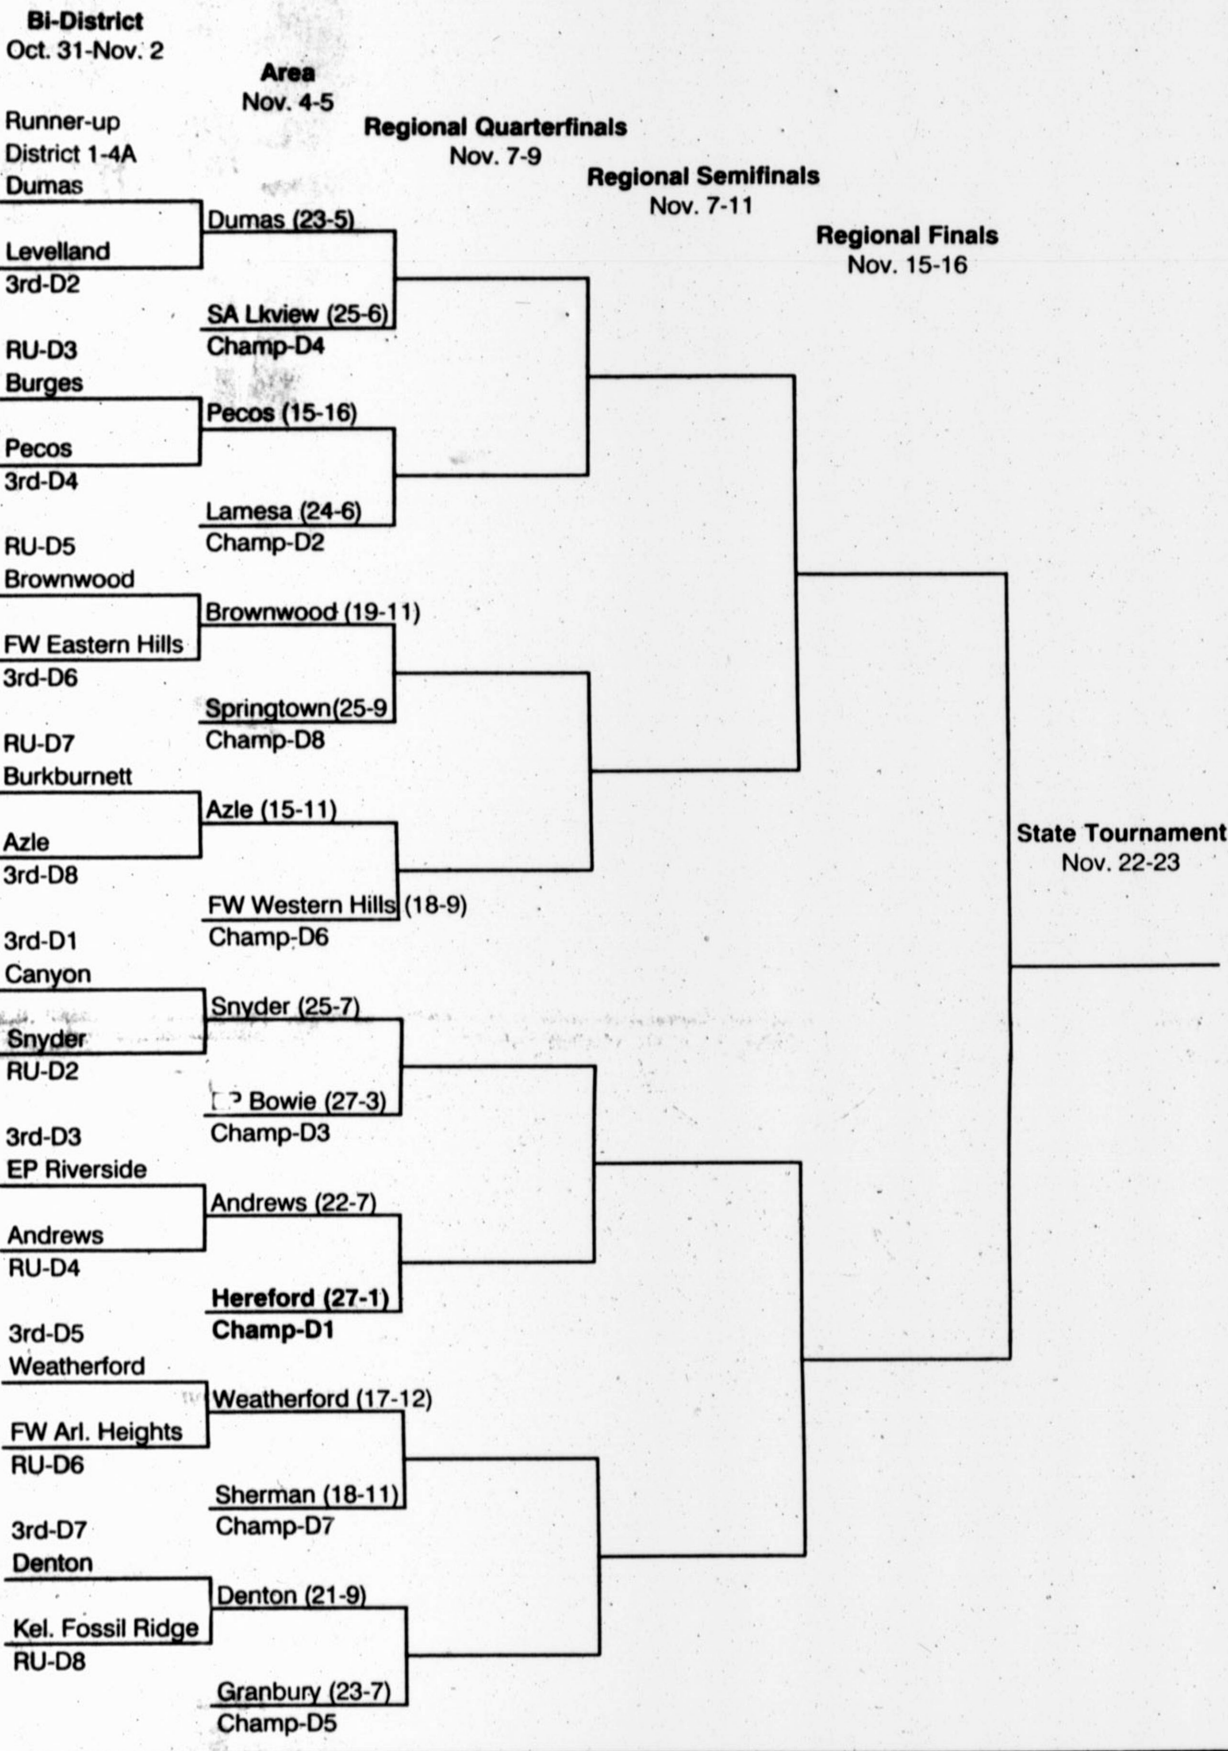 Bi-District
Oct. 31-Nov. 2
Area
Nov. 4-5
Regional Quarterfinals
Nov. 7-9
Regional Semifinals
Nov. 7-11
Regional Finals
Nov. 15-16
State Tournament
Nov. 22-23
Runner-up
District 1-4A
Dumas
Dumas (23-5)
Levelland
3rd-D2
SA Lkview (25-6)
Champ-D4
RU-D3
Burges
Pecos (15-16)
Pecos
3rd-D4
Lamesa (24-6)
Champ-D2
RU-D5
Brownwood
Brownwood (19-11)
FW Eastern Hills
3rd-D6
Springtown(25-9
Champ-D8
RU-D7
Burkburnett
Azle (15-11)
Azle
3rd-D8
FW Western Hills (18-9)
Champ-D6
3rd-D1
Canyon
Snyder (25-7)
Snyder
RU-D2
Bowie (27-3)
Champ-D3
3rd-D3
EP Riverside
Andrews (22-7)
Andrews
RU-D4
Hereford (27-1)
Champ-D1
3rd-D5
Weatherford
Weatherford (17-12)
FW Arl. Heights
RU-D6
Sherman (18-11)
Champ-D7
3rd-D7
Denton
Denton (21-9)
Kel. Fossil Ridge
RU-D8
Granbury (23-7)
Champ-D5